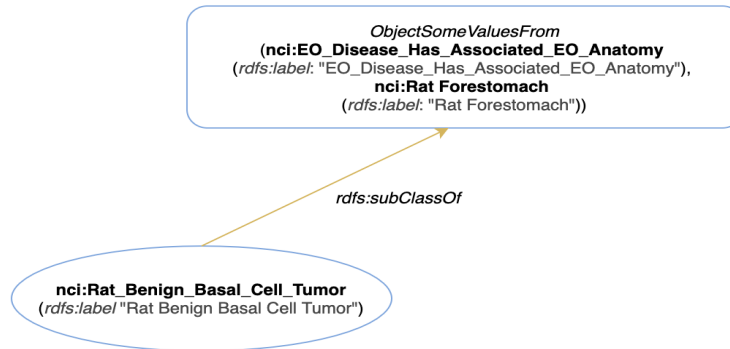 ObjectSomeValuesFrom
(nci:EO_Disease_Has_Associated_EO_Anatomy
(rdfs:label: "EO_Disease_Has_Associated_EO_Anatomy"),
nci:Rat Forestomach
(rdfs:label: "Rat Forestomach"))
rdfs:subClassOf
nci:Rat_Benign_Basal_Cell_Tumor
(rdfs:label "Rat Benign Basal Cell Tumor")